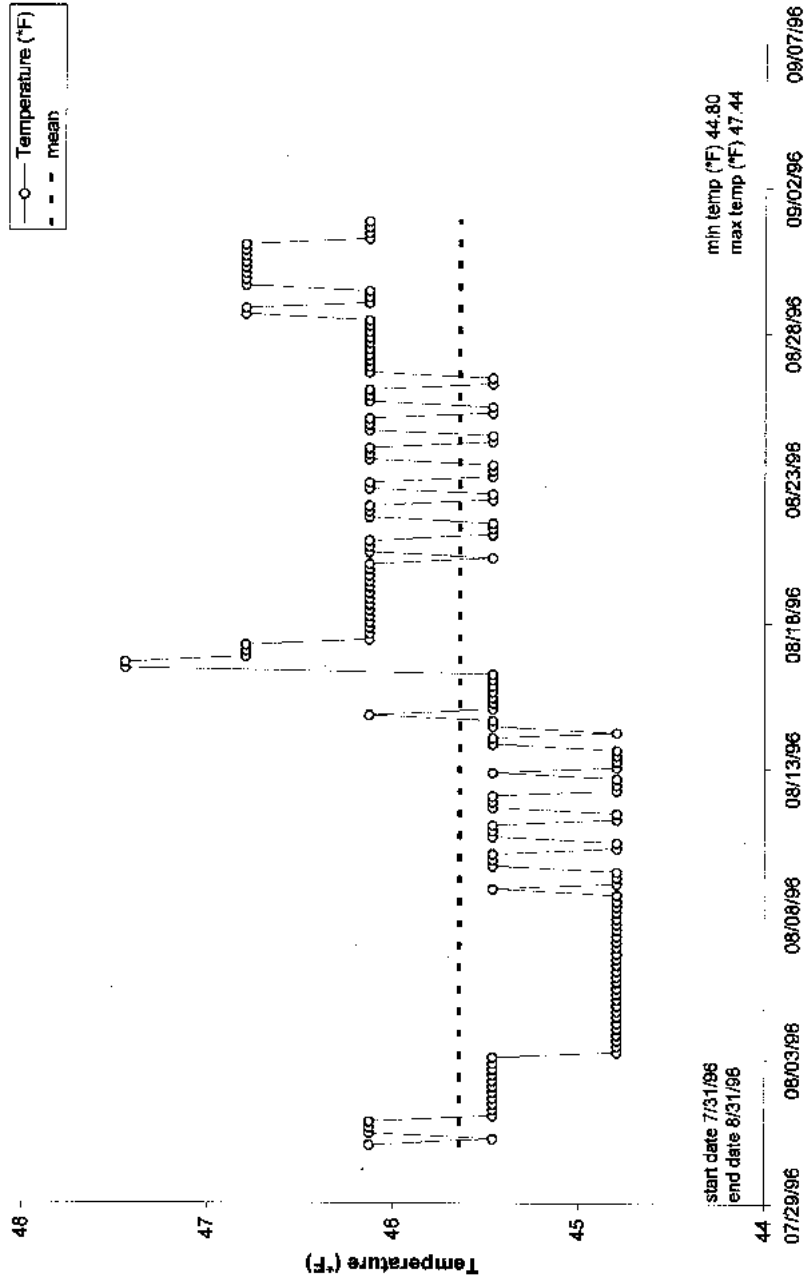 Temperature (°F)
mean
48
47
46
45
44
Temperature (°F)
start date 7/31/96
end date 8/31/96
min temp (°F) 44.80
max temp (°F) 47.44
07/29/96
08/03/96
08/08/96
08/13/96
08/18/96
08/23/96
08/28/96
09/02/96
09/07/96